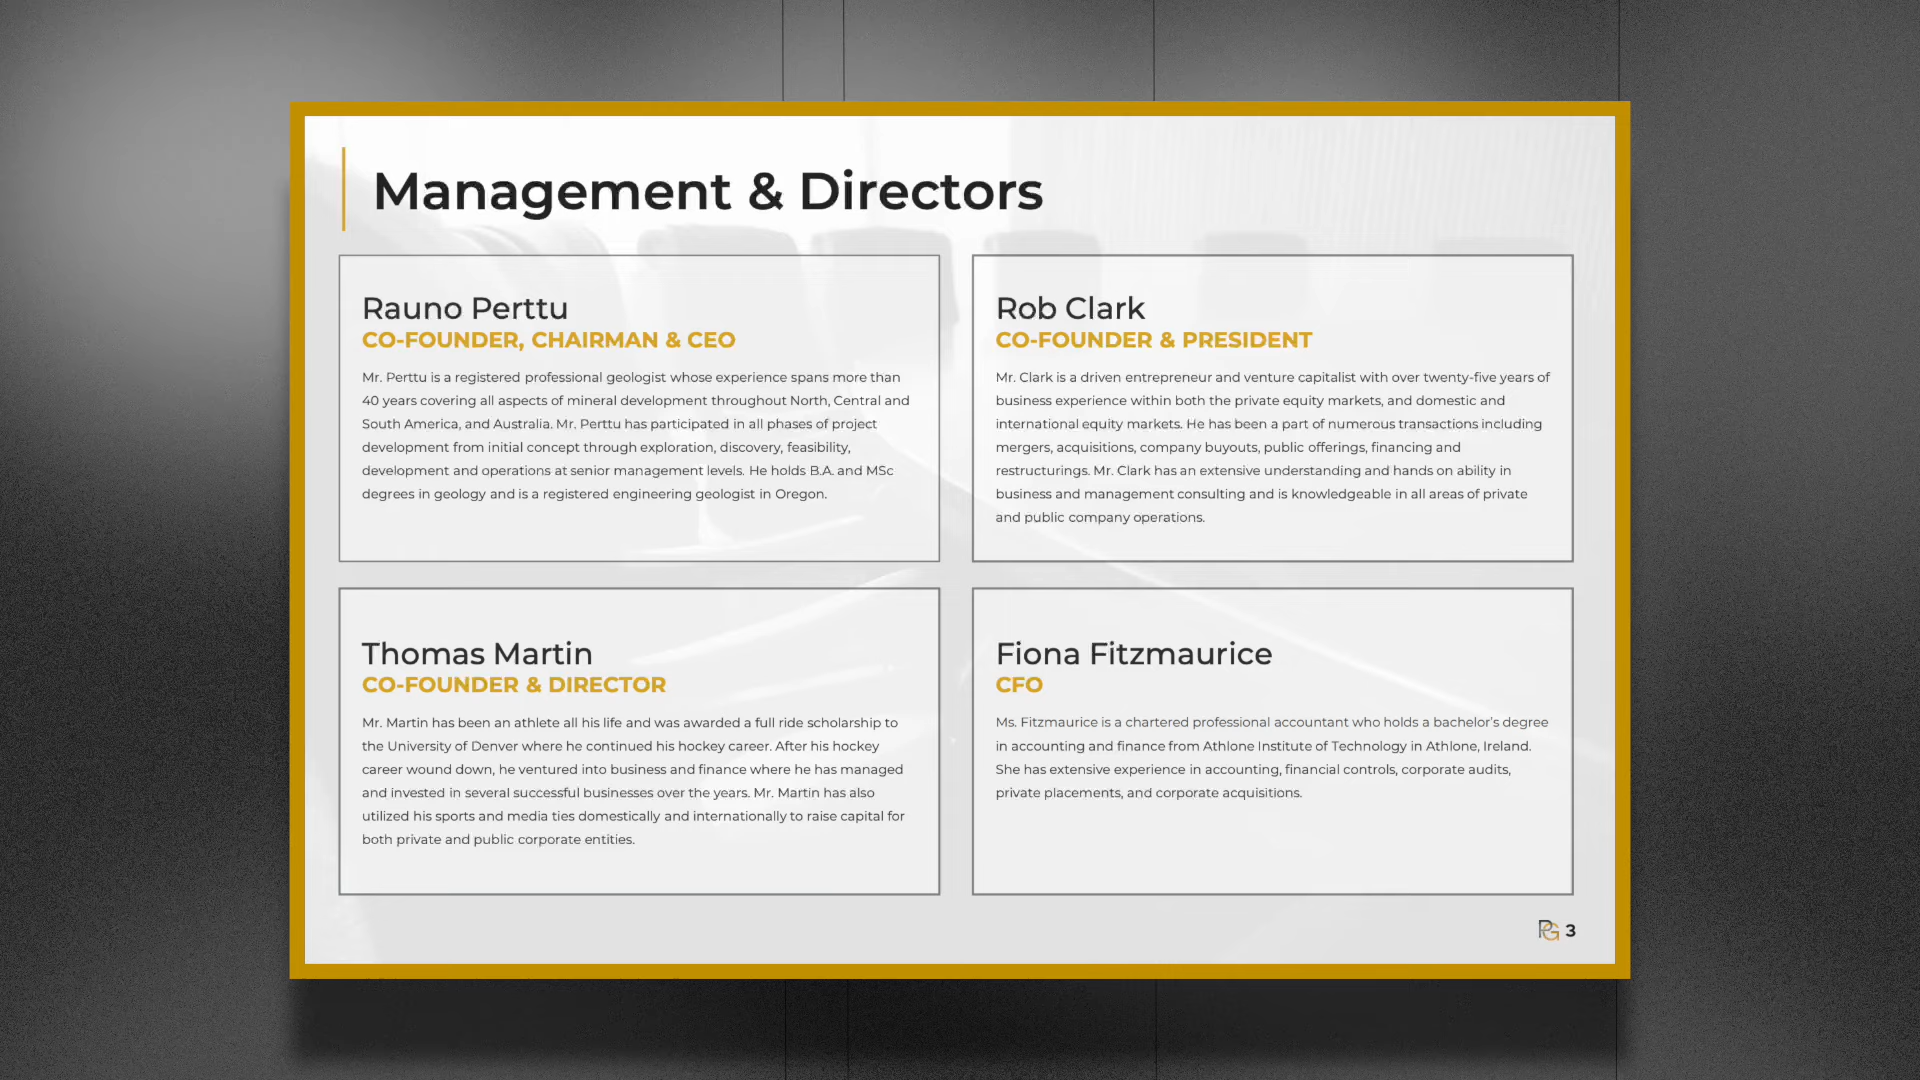 Management & Directors
Rauno Perttu
CO-FOUNDER, CHAIRMAN & CEO
Mr. Perttu is a registered professional geologist whose experience spans more than
40 years covering all aspects of mineral development throughout North, Central and
South America, and Australia. Mr. Perttu has participated in all phases of project
development from initial concept through exploration, discovery, feasibility,
development and operations at senior management levels. He holds B.A. and MSc
degrees in geology and is a registered engineering geologist in Oregon.
Rob Clark
CO-FOUNDER & PRESIDENT
Mr. Clark is a driven entrepreneur and venture capitalist with over twenty-five years of
business experience within both the private equity markets, and domestic and
international equity markets. He has been a part of numerous transactions including
mergers, acquisitions, company buyouts, public offerings, financing and
restructurings. Mr. Clark has an extensive understanding and hands on ability in
business and management consulting and is knowledgeable in all areas of private
and public company operations.
Thomas Martin
CO-FOUNDER & DIRECTOR
Mr. Martin has been an athlete all his life and was awarded a full ride scholarship to
the University of Denver where he continued his hockey career. After his hockey
career wound down, he ventured into business and finance where he has managed
and invested in several successful businesses over the years. Mr. Martin has also
utilized his sports and media ties domestically and internationally to raise capital for
both private and public corporate entities.
Fiona Fitzmaurice
CFO
Ms. Fitzmaurice is a chartered professional accountant who holds a bachelor's degree
in accounting and finance from Athlone Institute of Technology in Athlone, Ireland.
She has extensive experience in accounting, financial controls, corporate audits,
private placements, and corporate acquisitions.
PG 3